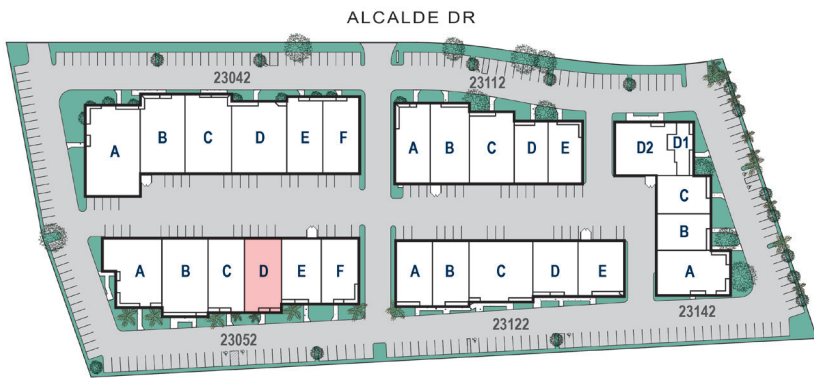 ALCALDE DR
23042
23112
A B C D E F
A B C D E
D2 D1
C
B
A
A B C D E F
A B C D E
23052
23122
23142